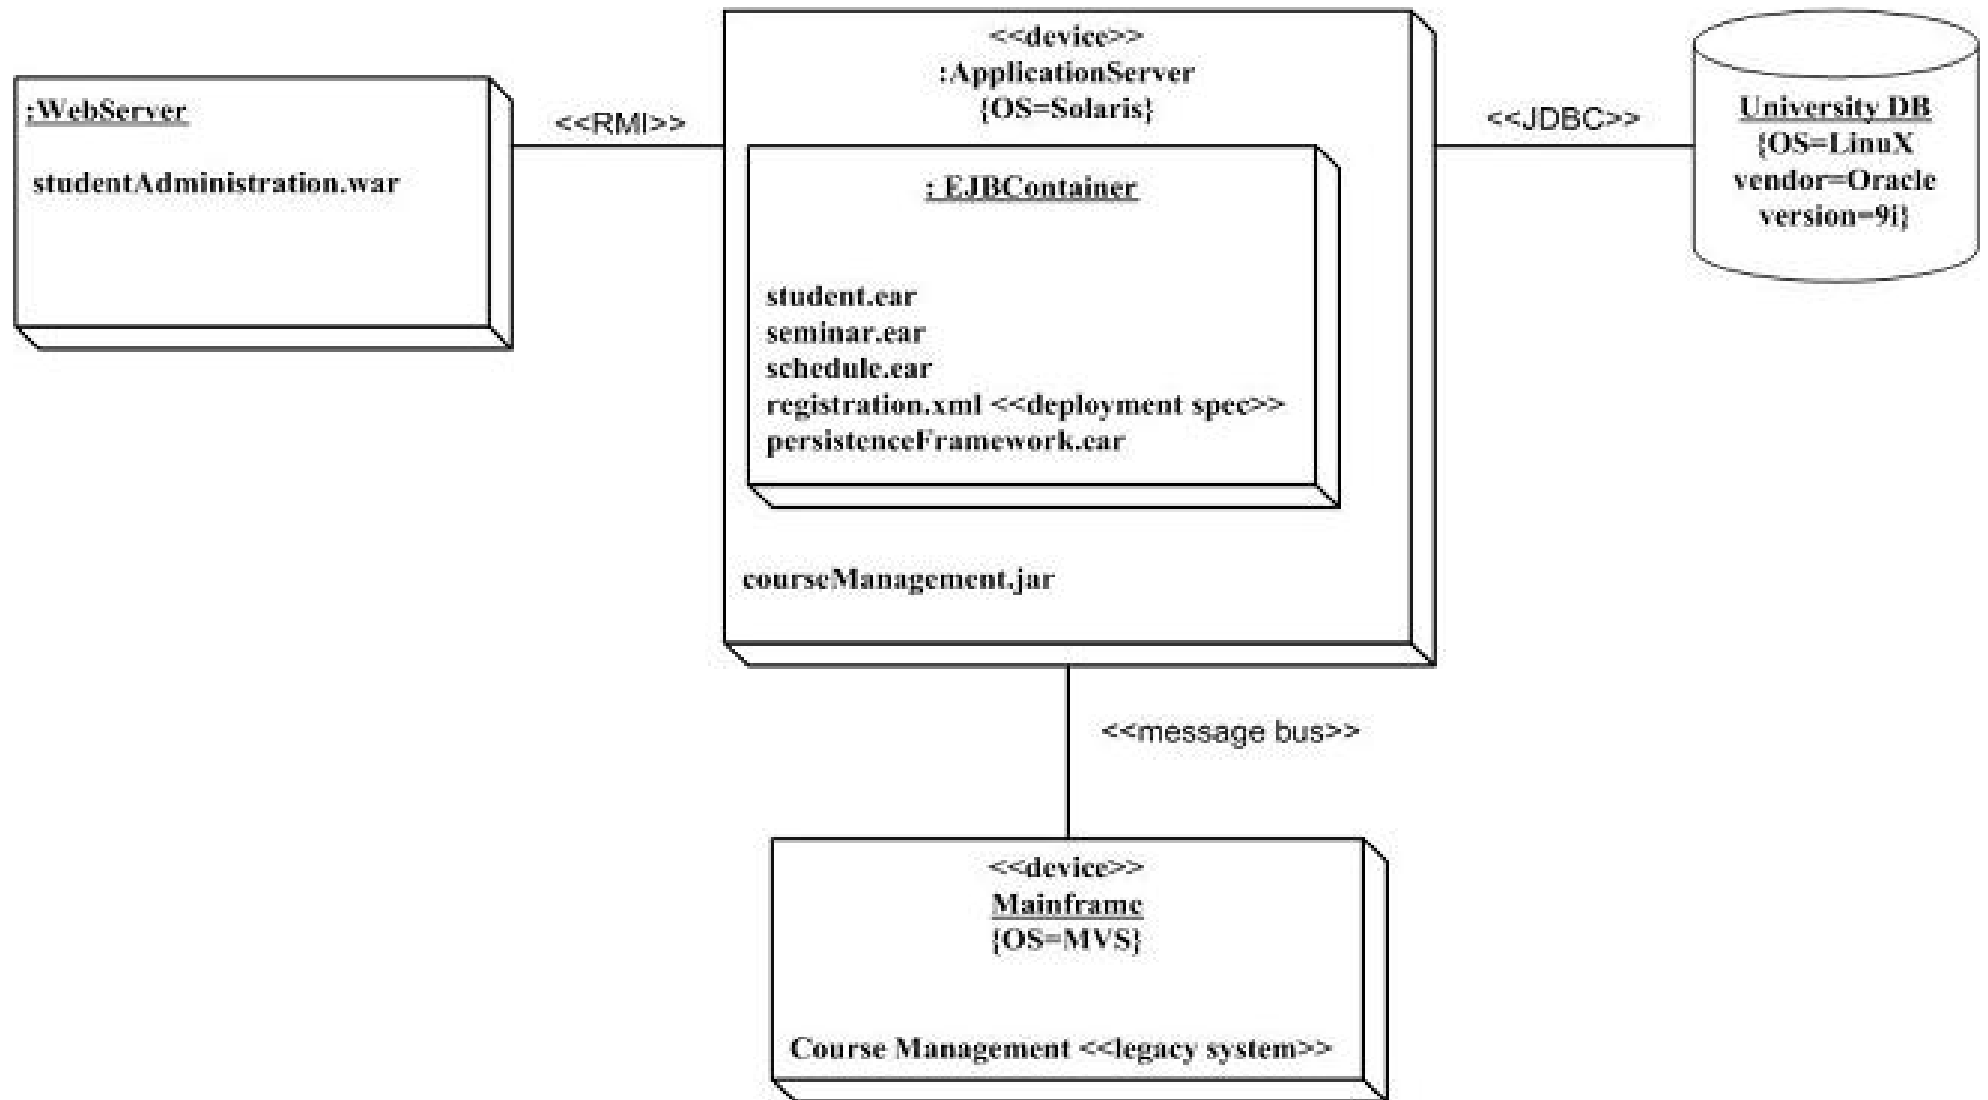 :WebServer
studentAdministration.war
<<RMI>>
<<device>>
:ApplicationServer
{OS=Solaris}
: EJBContainer
student.ear
seminar.ear
schedule.ear
registration.xml <<deployment spec>>
persistenceFramework.ear
courseManagement.jar
<<JDBC>>
University DB
{OS=LinuX
vendor=Oracle
version=9i}
<<message bus>>
<<device>>
Mainframe
{OS=MVS}
Course Management <<legacy system>>